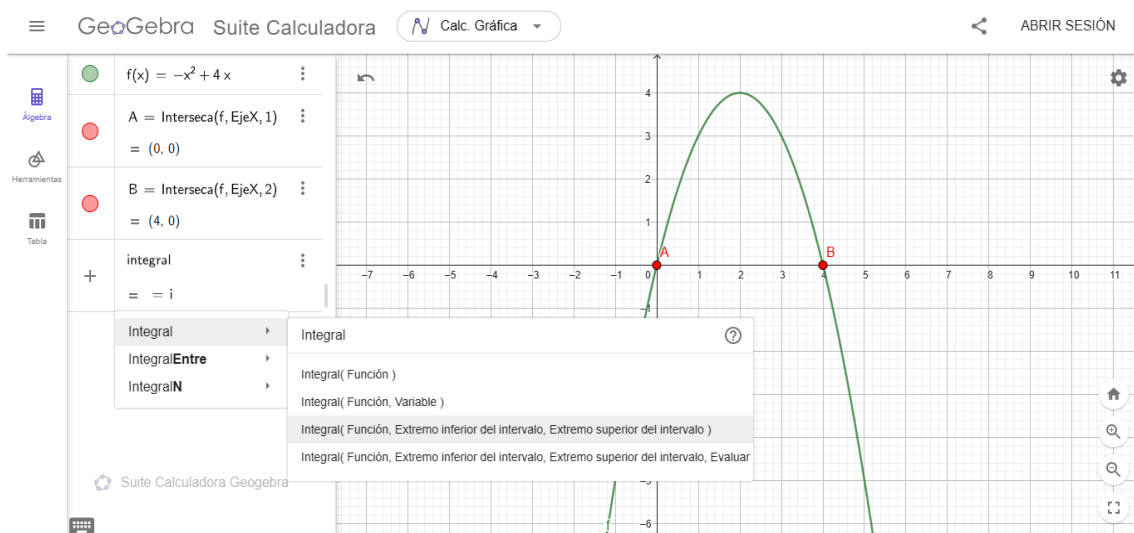 GeoGebra Suite Calculadora Calc. Gráfica ABRIR SESIÓN
Álgebra
Herramientas
Tabla
f(x) = −x² + 4 x
A = Interseca(f, EjeX, 1)
= (0, 0)
B = Interseca(f, EjeX, 2)
= (4, 0)
integral
= = i
Integral
IntegralEntre
IntegralN
Integral
Integral( Función )
Integral( Función, Variable )
Integral( Función, Extremo inferior del intervalo, Extremo superior del intervalo )
Integral( Función, Extremo inferior del intervalo, Extremo superior del intervalo, Evaluar
Suite Calculadora Geogebra
4
3
2
1
A
B
−7 −6 −5 −4 −3 −2 −1 0 1 2 3 4 5 6 7 8 9 10 11
−1
−5
−6
f